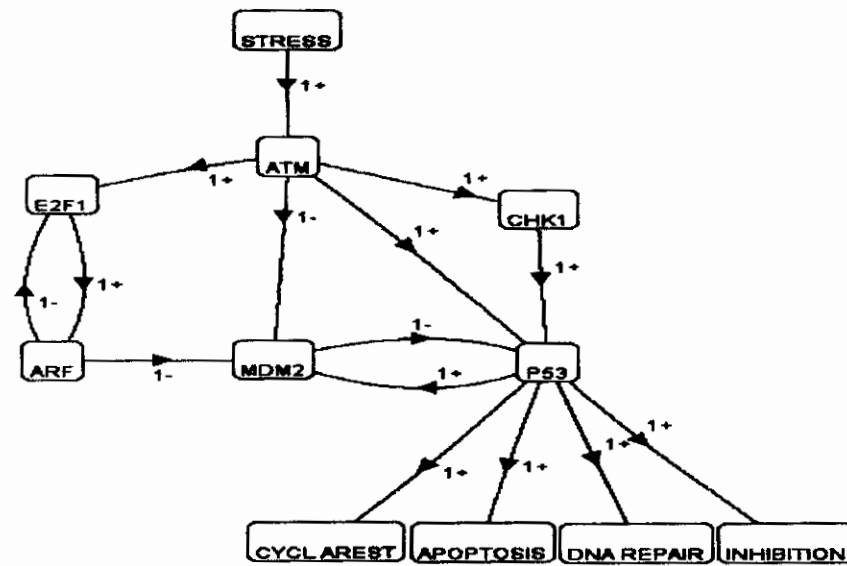 STRESS
1+
ATM
1+
1+
E2F1
1-
CHK1
1+
1+
1-
1+
1-
ARF
1-
MDM2
1+
P53
1+
1+
1+
1+
CYCL AREST
APOPTOSIS
DNA REPAIR
INHIBITION